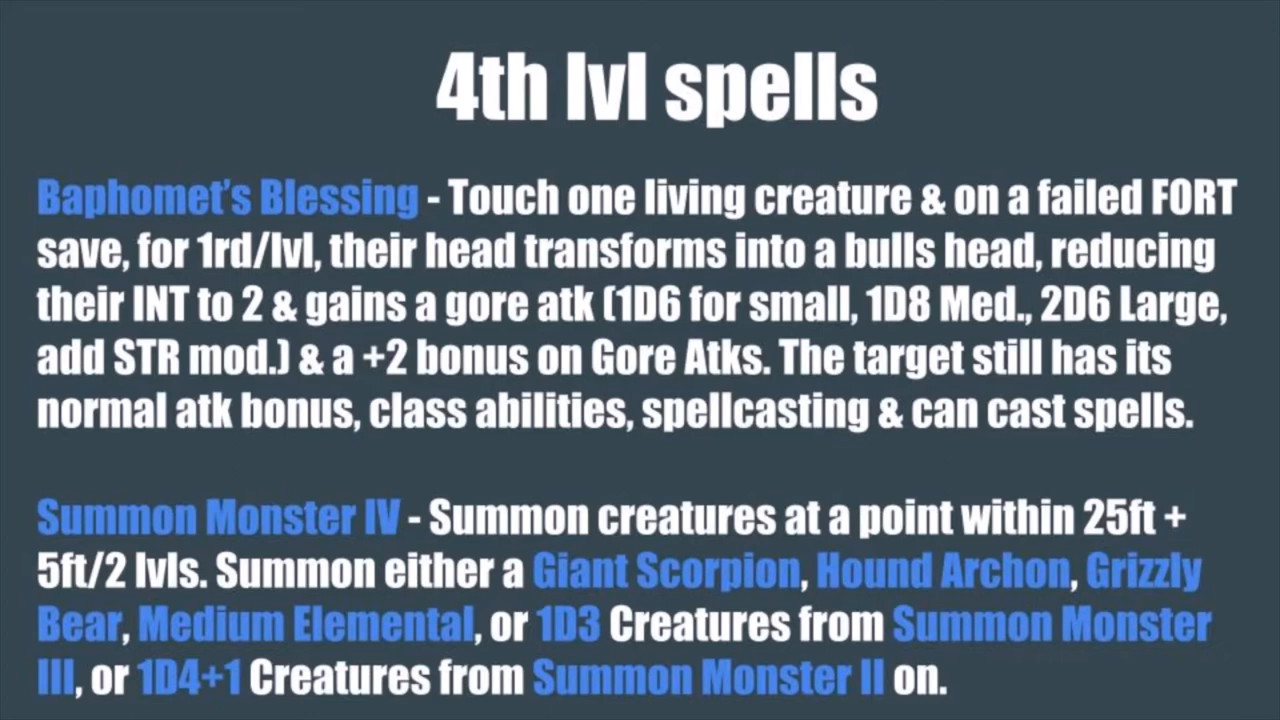 4th lvl spells
Baphomet's Blessing - Touch one living creature & on a failed FORT
save, for 1rd/lvl, their head transforms into a bulls head, reducing
their INT to 2 & gains a gore atk (1D6 for small, 1D8 Med., 2D6 Large,
add STR mod.) & a +2 bonus on Gore Atks. The target still has its
normal atk bonus, class abilities, spellcasting & can cast spells.
Summon Monster IV - Summon creatures at a point within 25ft +
5ft/2 lvls. Summon either a Giant Scorpion, Hound Archon, Grizzly
Bear, Medium Elemental, or 1D3 Creatures from Summon Monster
III, or 1D4+1 Creatures from Summon Monster II on.